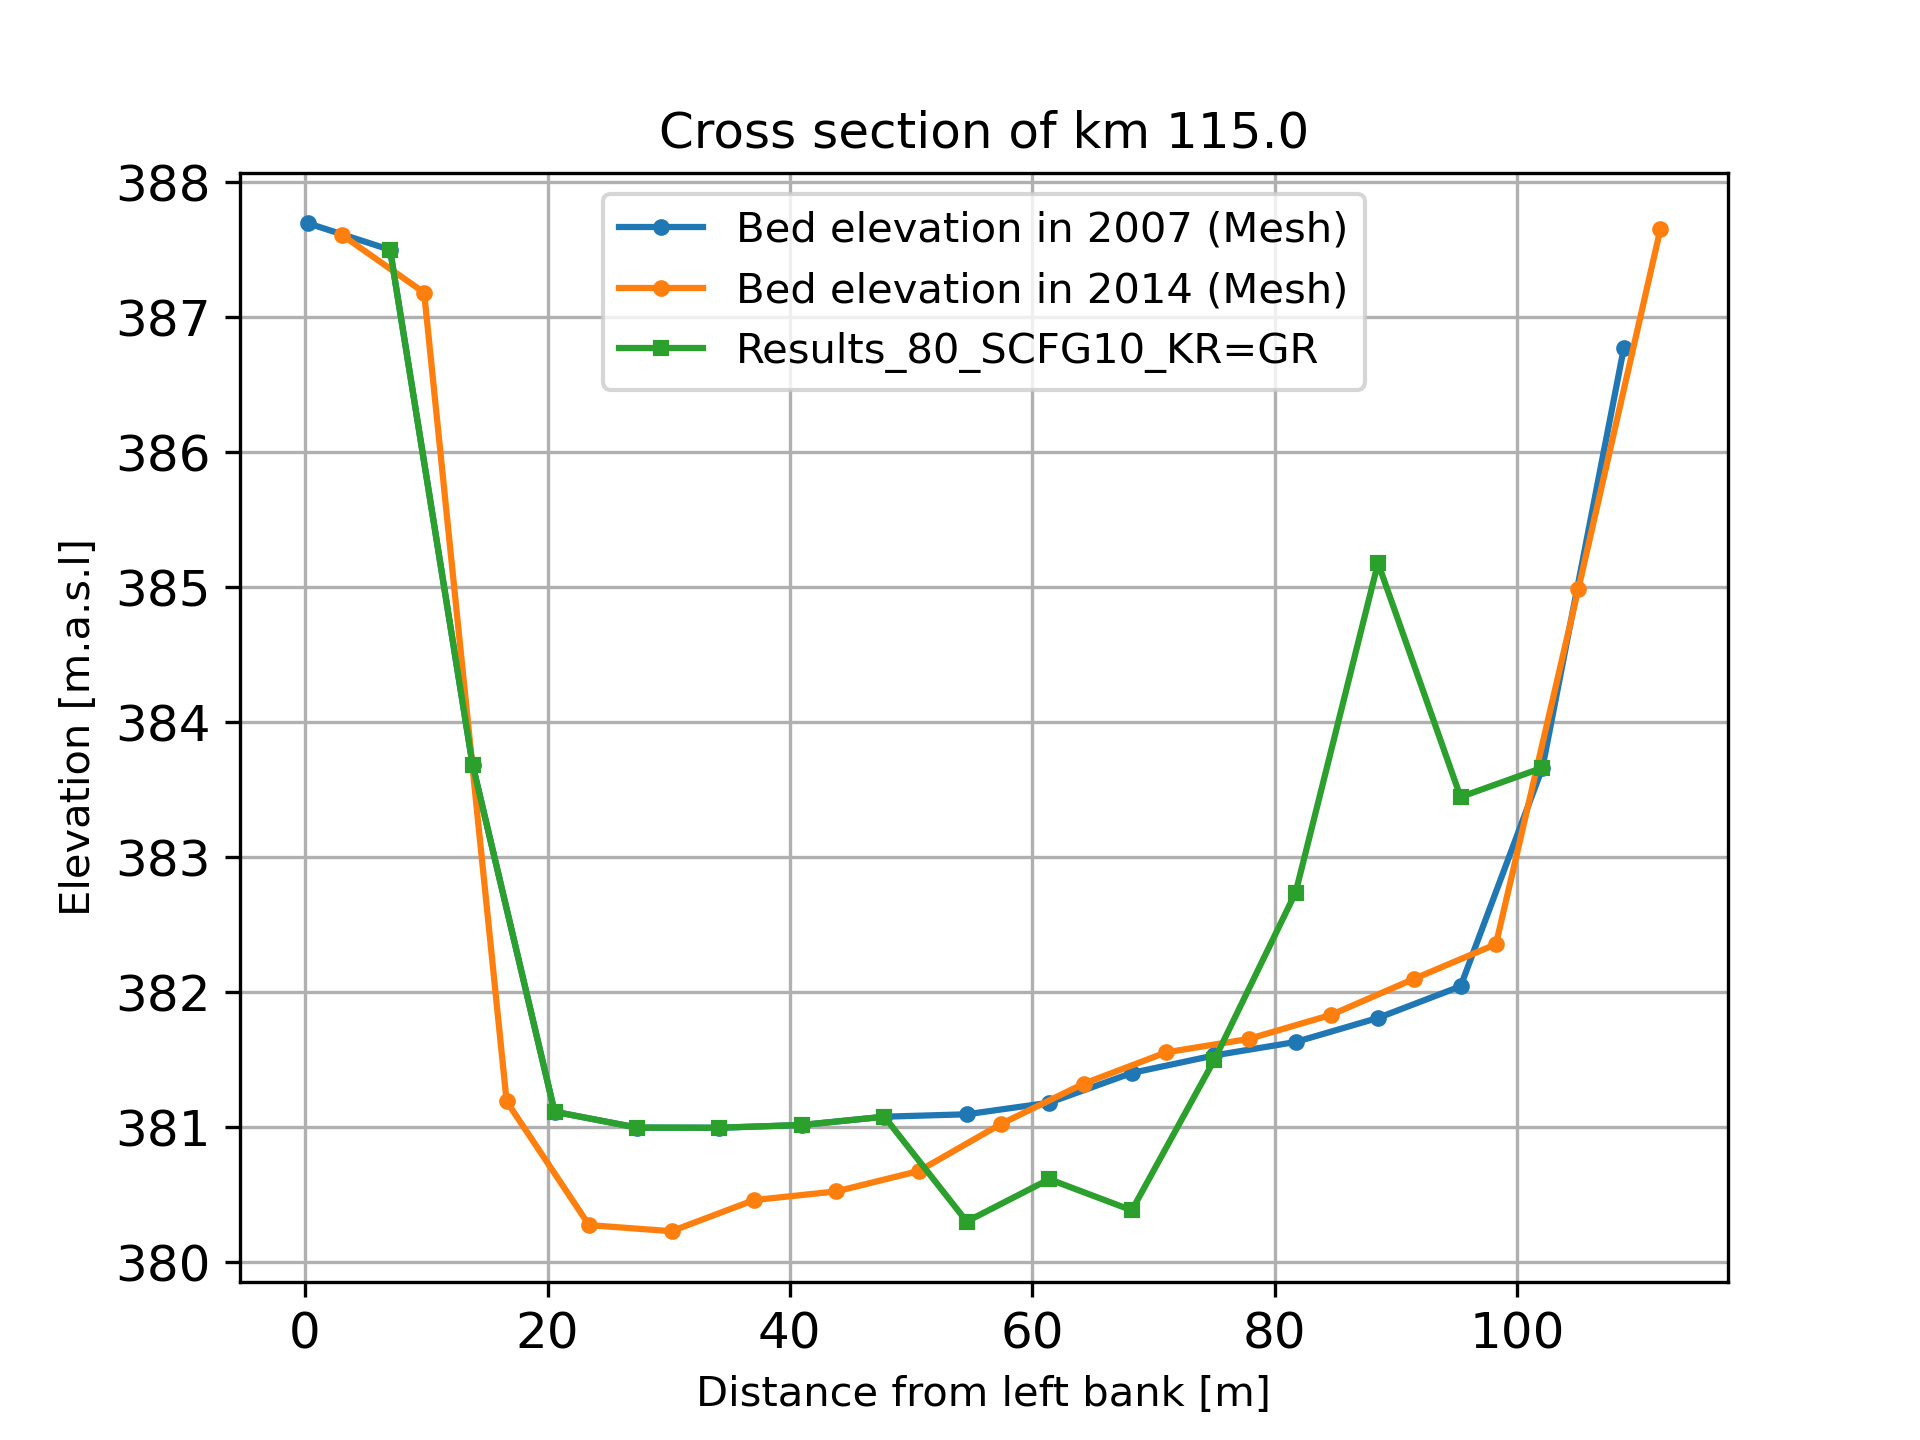 Cross section of km 115.0
Bed elevation in 2007 (Mesh)
Bed elevation in 2014 (Mesh)
Results_80_SCFG10_KR=GR
388
387
386
385
384
383
382
381
380
Elevation [m.a.s.l]
0 20 40 60 80 100
Distance from left bank [m]